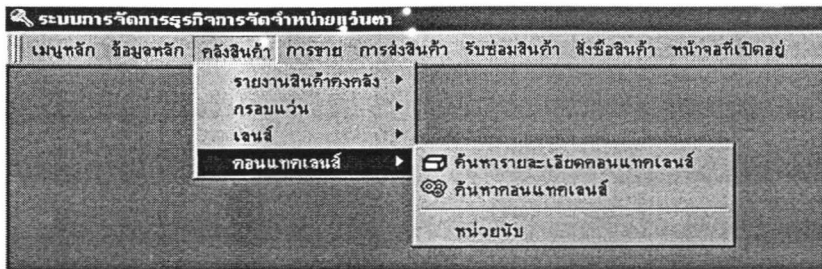 ระบบการจัดการธุรกิจการจัดจำหน่ายแว่นตา
เมนูหลัก ข้อมูลหลัก คลังสินค้า การขาย การส่งสินค้า รับซ่อมสินค้า สั่งซื้อสินค้า หน้าจอที่เปิดอยู่
รายงานสินค้าคงคลัง
กรอบแว่น
เลนส์
คอนแทคเลนส์
ค้นหารายละเอียดคอนแทคเลนส์
ค้นหาคอนแทคเลนส์
หน่วยนับ